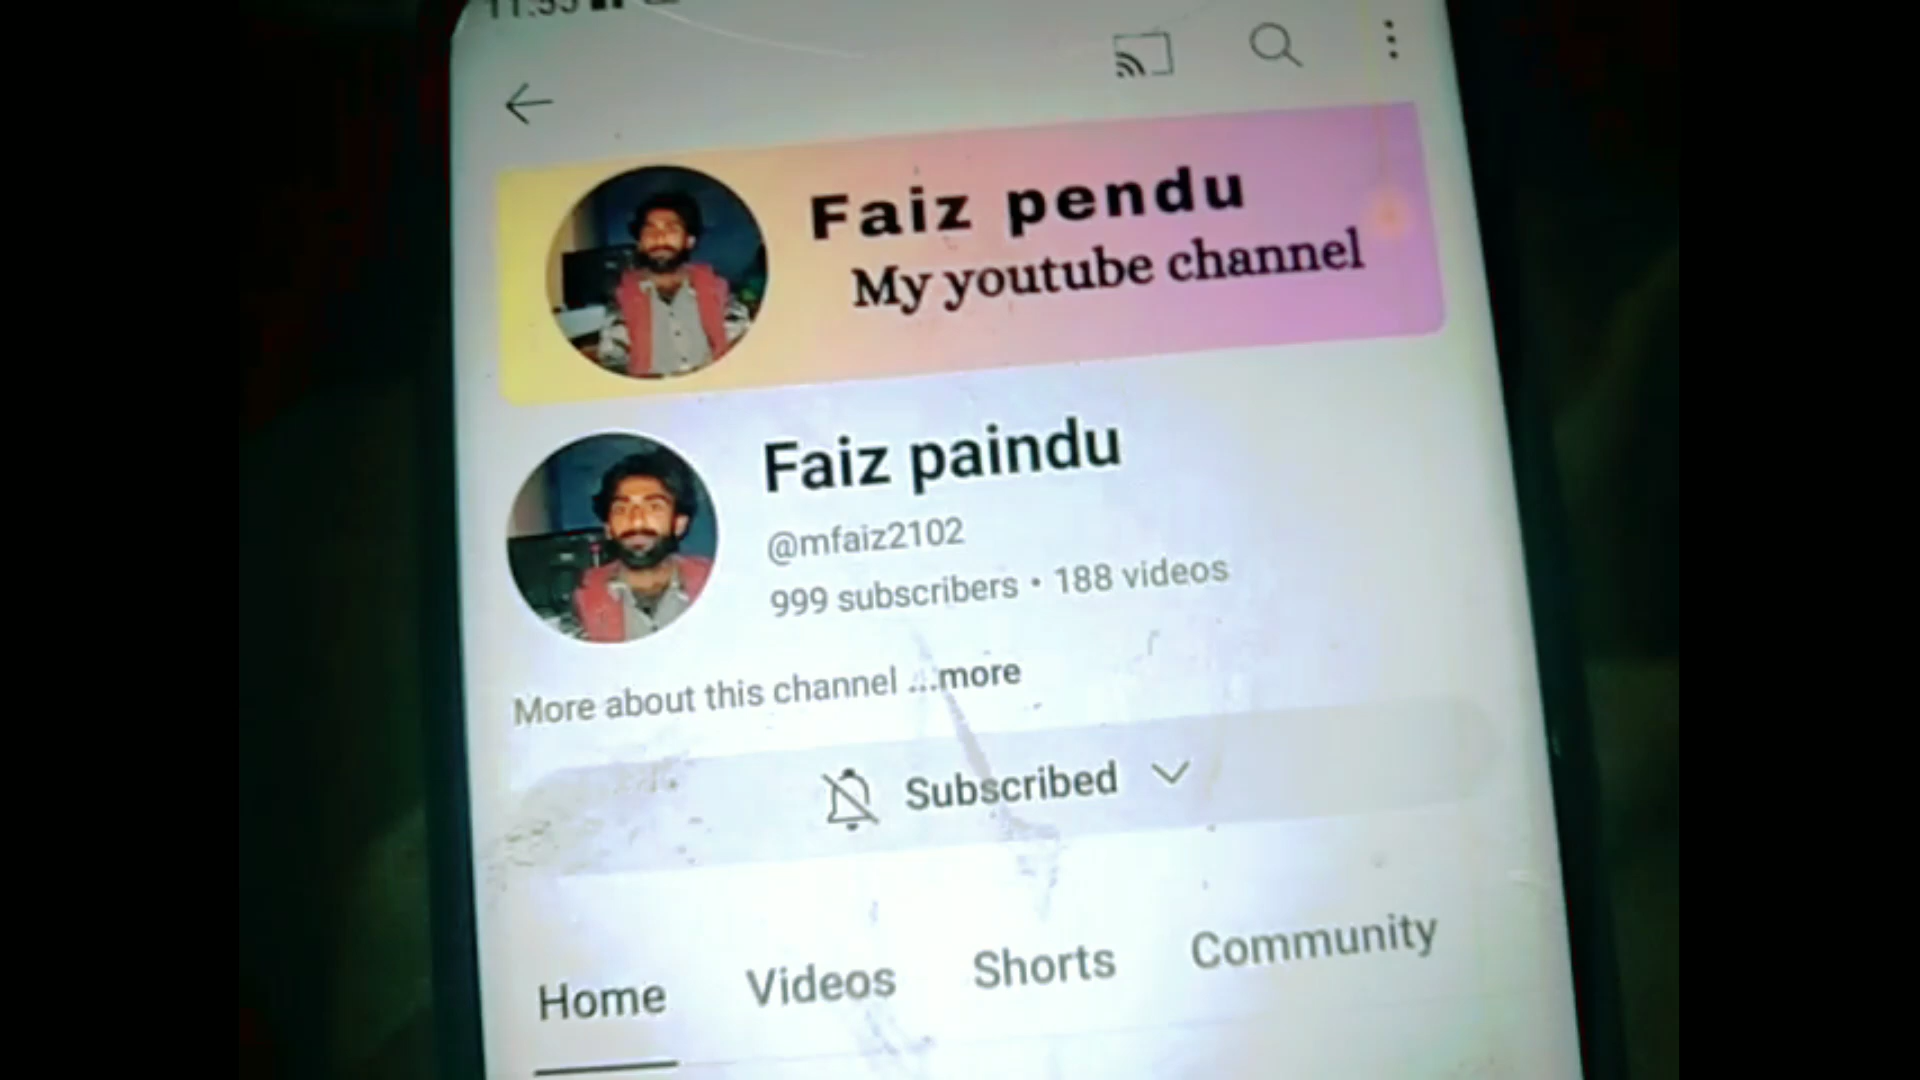 Faiz pendu
My youtube channel
Faiz paindu
@mfaiz2102
999 subscribers • 188 videos
More about this channel ...more
Subscribed
Home Videos Shorts Community